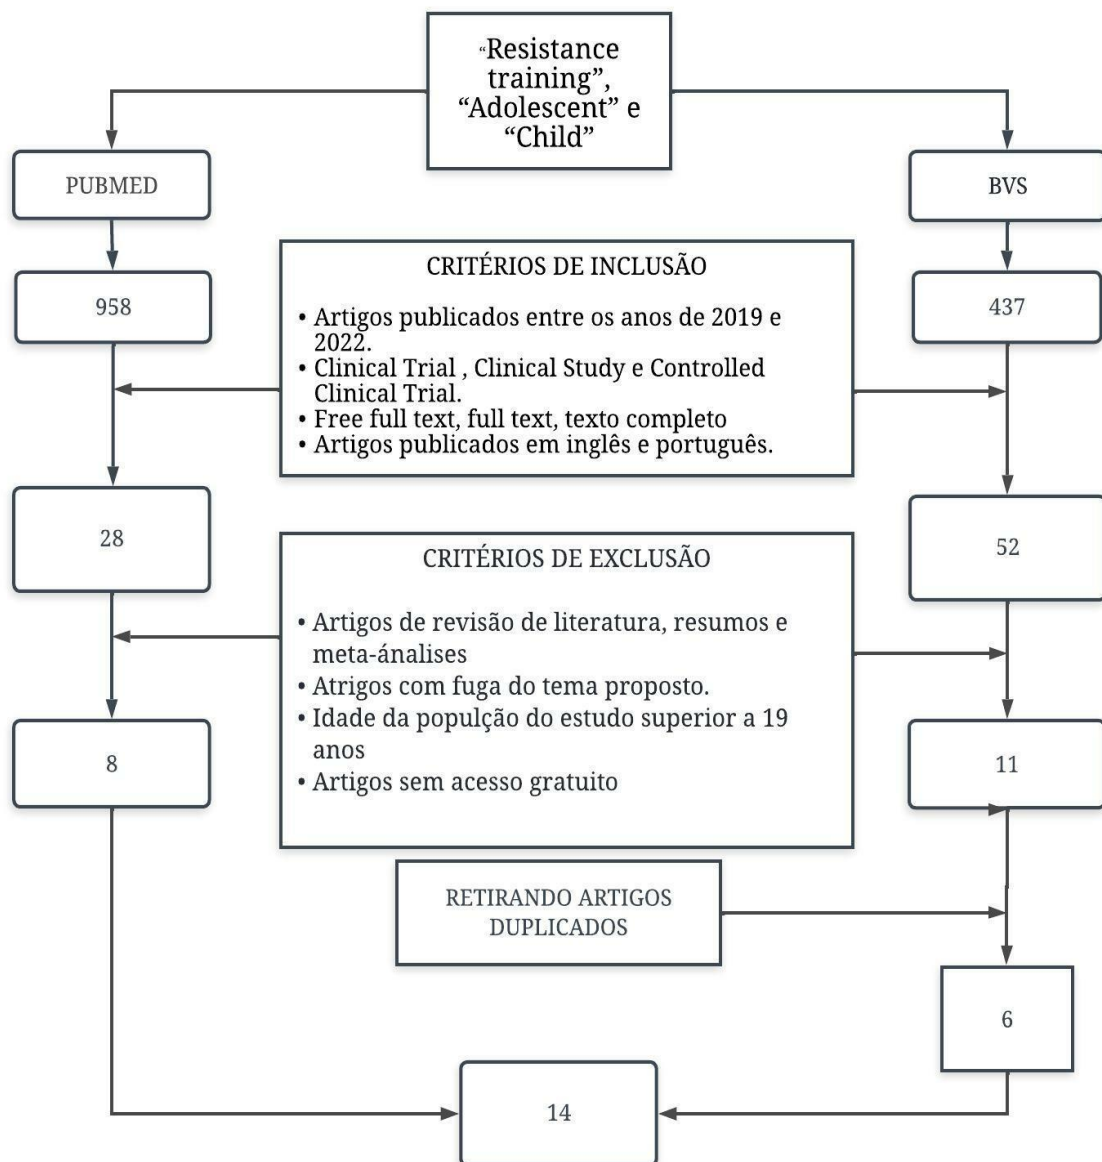 “Resistance
training”,
“Adolescent” e
“Child”
PUBMED
BVS
958
CRITÉRIOS DE INCLUSÃO
437
• Artigos publicados entre os anos de 2019 e
2022.
• Clinical Trial , Clinical Study e Controlled
Clinical Trial.
• Free full text, full text, texto completo
• Artigos publicados em inglês e português.
28
52
CRITÉRIOS DE EXCLUSÃO
• Artigos de revisão de literatura, resumos e
meta-ánalises
• Atrigos com fuga do tema proposto.
• Idade da populção do estudo superior a 19
anos
• Artigos sem acesso gratuito
8
11
RETIRANDO ARTIGOS
DUPLICADOS
6
14